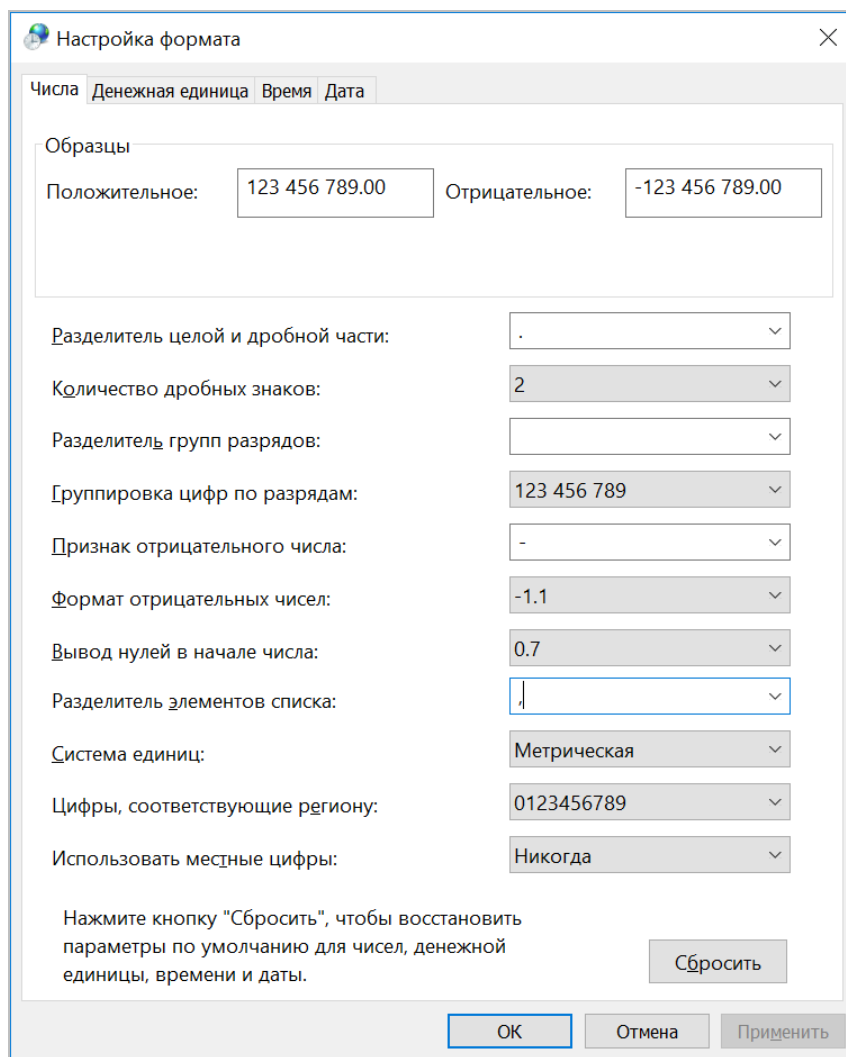 Настройка формата
Числа Денежная единица Время Дата
Образцы
Положительное: 123 456 789.00 Отрицательное: -123 456 789.00
Разделитель целой и дробной части: .
Количество дробных знаков: 2
Разделитель групп разрядов:
Группировка цифр по разрядам: 123 456 789
Признак отрицательного числа: -
Формат отрицательных чисел: -1.1
Вывод нулей в начале числа: 0.7
Разделитель элементов списка: ,
Система единиц: Метрическая
Цифры, соответствующие региону: 0123456789
Использовать местные цифры: Никогда
Нажмите кнопку "Сбросить", чтобы восстановить
параметры по умолчанию для чисел, денежной
единицы, времени и даты.
Сбросить
ОК Отмена Применить